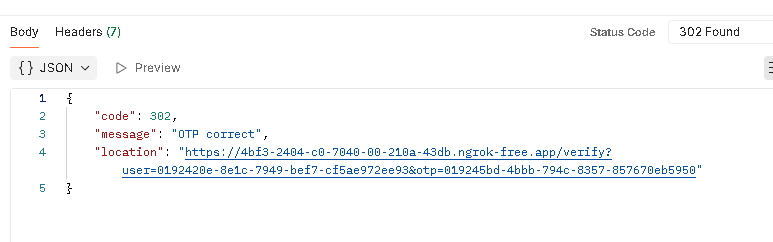 Body Headers (7) Status Code 302 Found
{} JSON Preview
1 {
2 "code": 302,
3 "message": "OTP correct",
4 "location": "https://4bf3-2404-c0-7040-00-210a-43db.ngrok-free.app/verify?
user=0192420e-8e1c-7949-bef7-cf5ae972ee93&otp=019245bd-4bbb-794c-8357-857670eb5950"
5 }